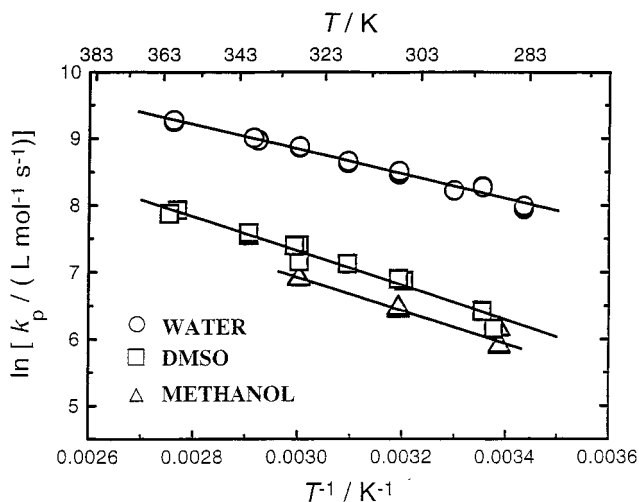 T / K
383 363 343 323 303 283
ln [ kp / ( L mol-1 s-1)]
10
9
8
7
6
5
WATER
DMSO
METHANOL
0.0026 0.0028 0.0030 0.0032 0.0034 0.0036
T-1 / K-1